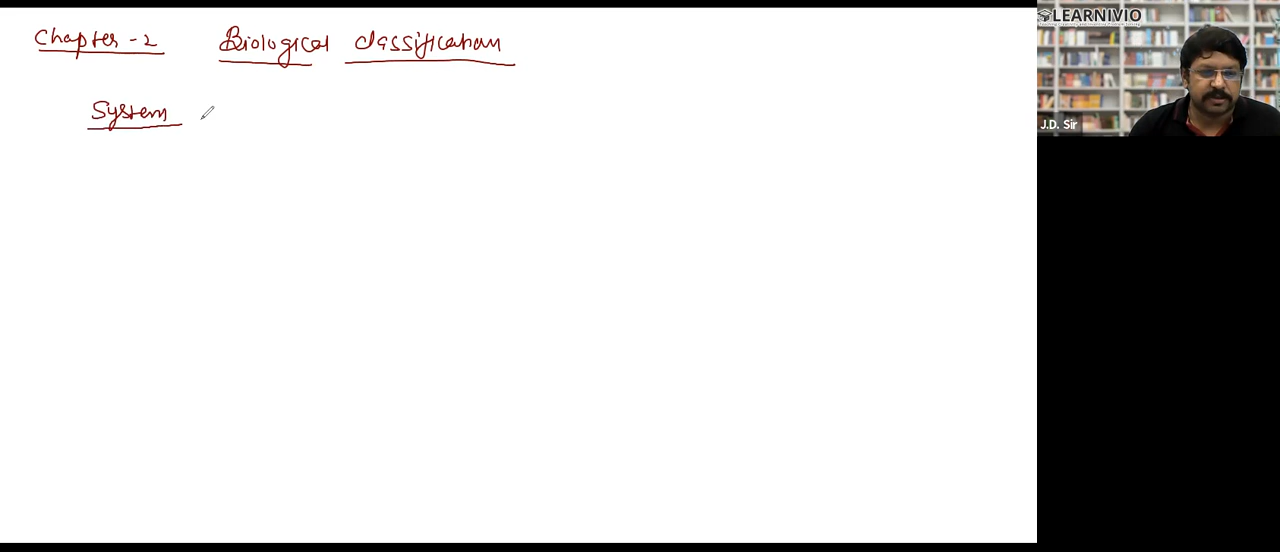 Chapter - 2 Biological classification
System
LEARNIVIO
J.D. Sir